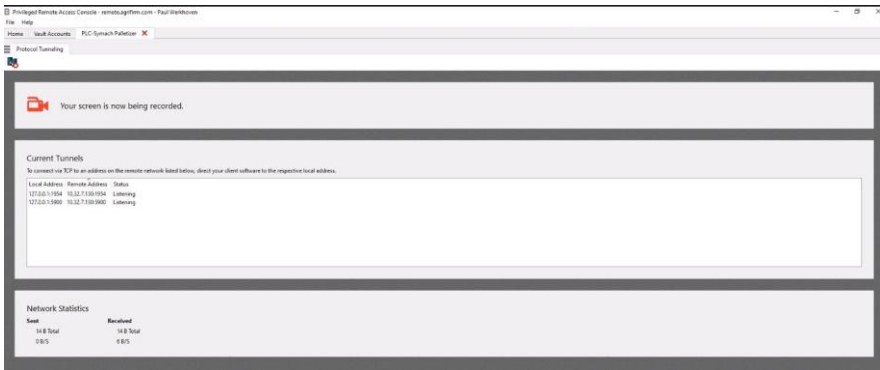 Privileged Remote Access Console - remote.agrifirm.com - Paul Werkhoven
File Help
Home Vault Accounts PLC-Symach Palletizer
Protocol Tunneling
Your screen is now being recorded.
Current Tunnels
To connect via TCP to an address on the remote network listed below, direct your client software to the respective local address.
Local Address Remote Address Status
127.0.0.1:1954 10.32.7.130:1954 Listening
127.0.0.1:5900 10.32.7.130:5900 Listening
Network Statistics
Sent Received
14 B Total 14 B Total
0 B/S